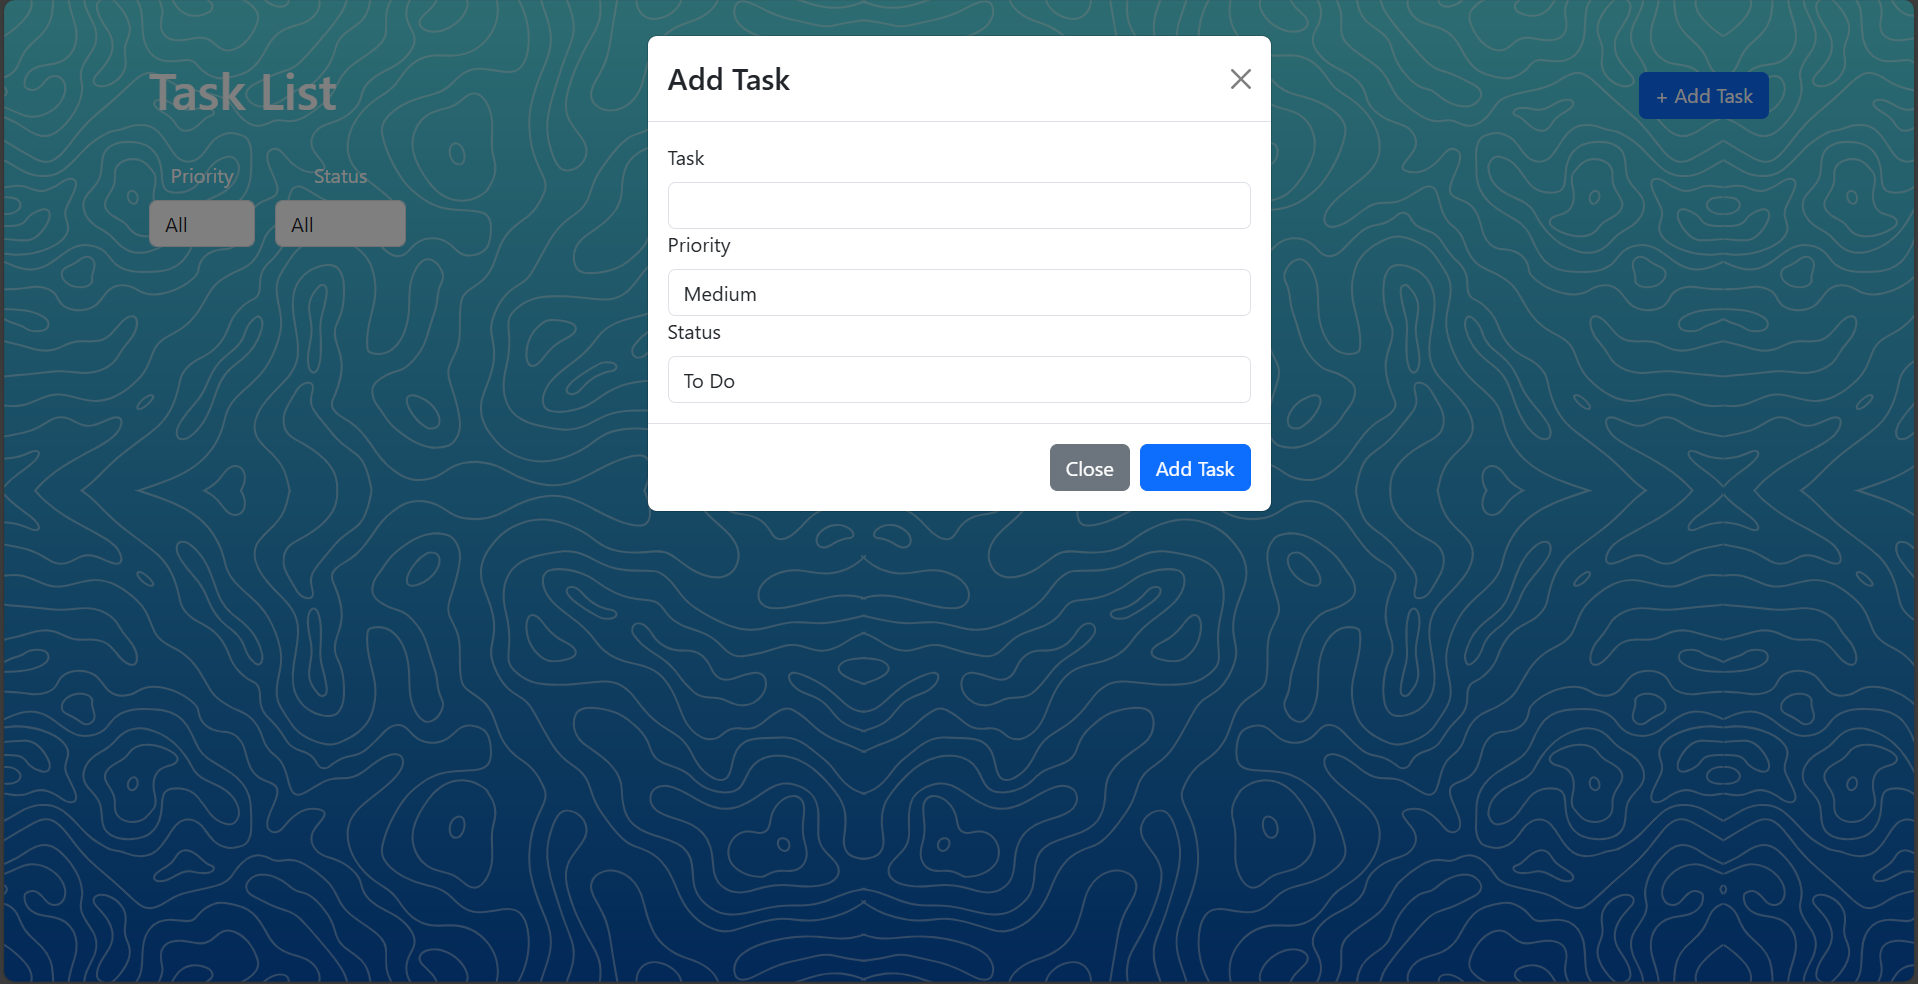 Task List
+ Add Task
Priority
Status
All
All
Add Task
Task
Priority
Medium
Status
To Do
Close
Add Task